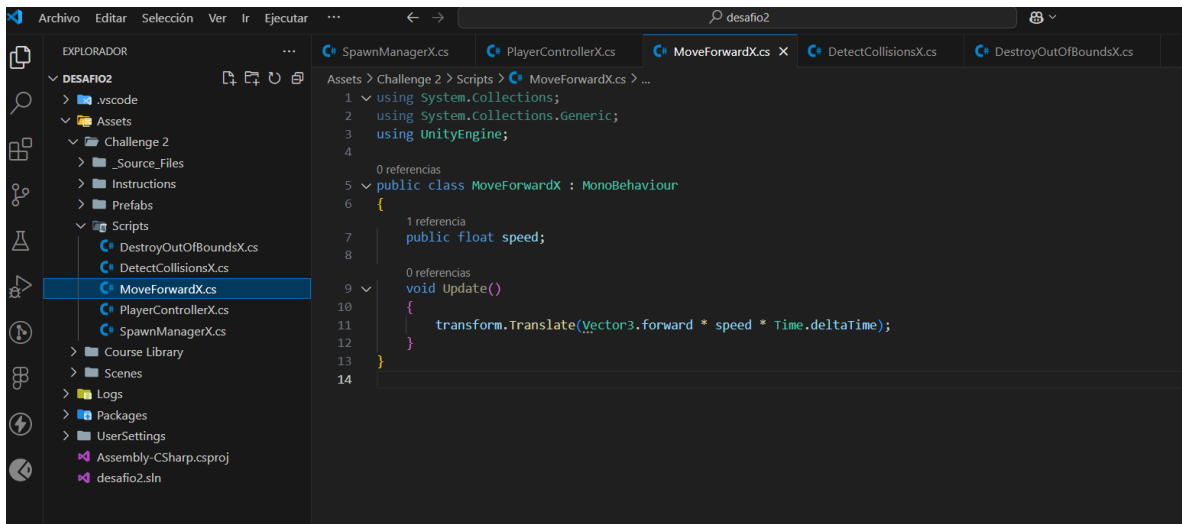 Archivo Editar Selección Ver Ir Ejecutar ··· ← → desafio2
EXPLORADOR ···
DESAFIO2
.vscode
Assets
Challenge 2
_Source_Files
Instructions
Prefabs
Scripts
DestroyOutOfBoundsX.cs
DetectCollisionsX.cs
MoveForwardX.cs
PlayerControllerX.cs
SpawnManagerX.cs
Course Library
Scenes
Logs
Packages
UserSettings
Assembly-CSharp.csproj
desafio2.sln
SpawnManagerX.cs PlayerControllerX.cs MoveForwardX.cs DetectCollisionsX.cs DestroyOutOfBoundsX.cs
Assets > Challenge 2 > Scripts > MoveForwardX.cs > ...
1 using System.Collections;
2 using System.Collections.Generic;
3 using UnityEngine;
4
0 referencias
5 public class MoveForwardX : MonoBehaviour
6 {
1 referencia
7 public float speed;
8
0 referencias
9 void Update()
10 {
11 transform.Translate(Vector3.forward * speed * Time.deltaTime);
12 }
13 }
14